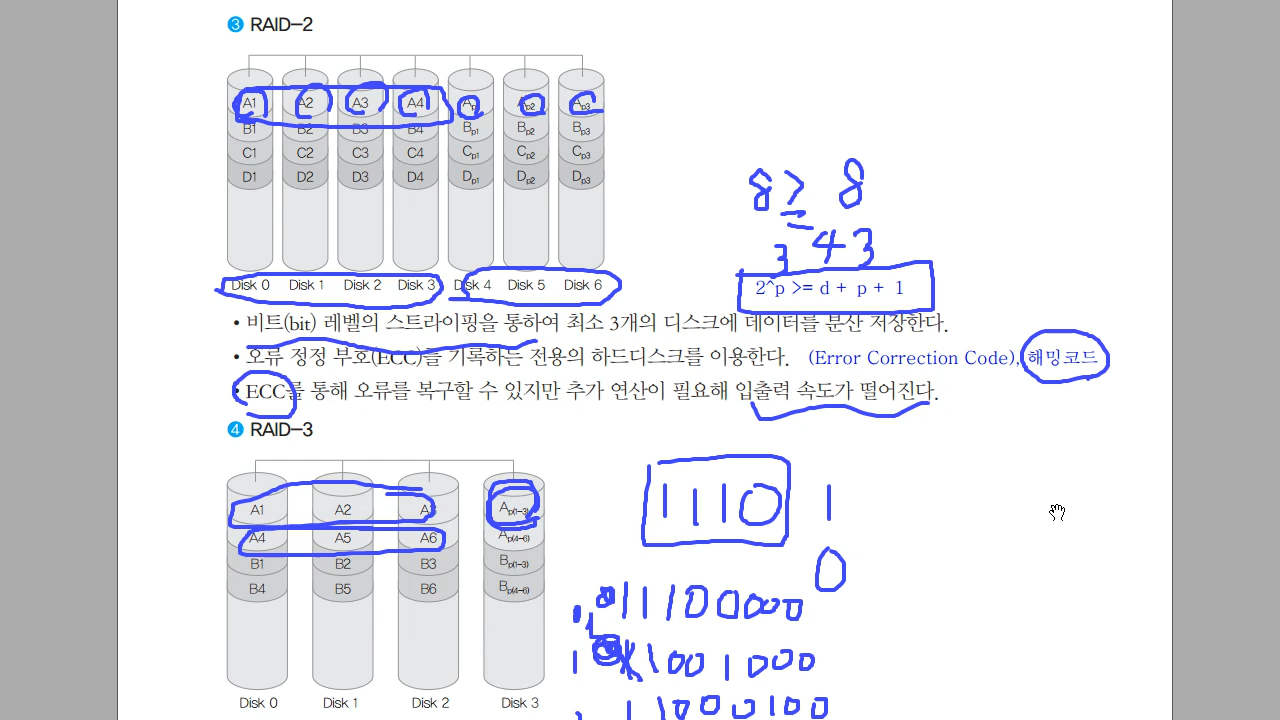 ❸ RAID-2
A1 A2 A3 A4 Ap1 Ap2 Ap3
B1 B2 B3 B4 Bp1 Bp2 Bp3
C1 C2 C3 C4 Cp1 Cp2 Cp3
D1 D2 D3 D4 Dp1 Dp2 Dp3
Disk 0 Disk 1 Disk 2 Disk 3 Disk 4 Disk 5 Disk 6
8 ≥ 8
3 4 3
2^p >= d + p + 1
• 비트(bit) 레벨의 스트라이핑을 통하여 최소 3개의 디스크에 데이터를 분산 저장한다.
• 오류 정정 부호(ECC)를 기록하는 전용의 하드디스크를 이용한다. (Error Correction Code), 해밍코드
• ECC를 통해 오류를 복구할 수 있지만 추가 연산이 필요해 입출력 속도가 떨어진다.
❹ RAID-3
A1 A2 A3 Ap(1-3)
A4 A5 A6 Ap(4-6)
B1 B2 B3 Bp(1-3)
B4 B5 B6 Bp(4-6)
Disk 0 Disk 1 Disk 2 Disk 3
1110 1
0
11100000